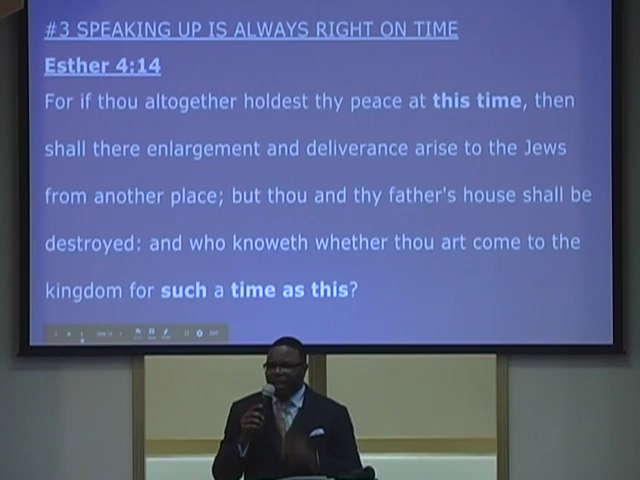 #3 SPEAKING UP IS ALWAYS RIGHT ON TIME
Esther 4:14
For if thou altogether holdest thy peace at this time, then
shall there enlargement and deliverance arise to the Jews
from another place; but thou and thy father's house shall be
destroyed: and who knoweth whether thou art come to the
kingdom for such a time as this?